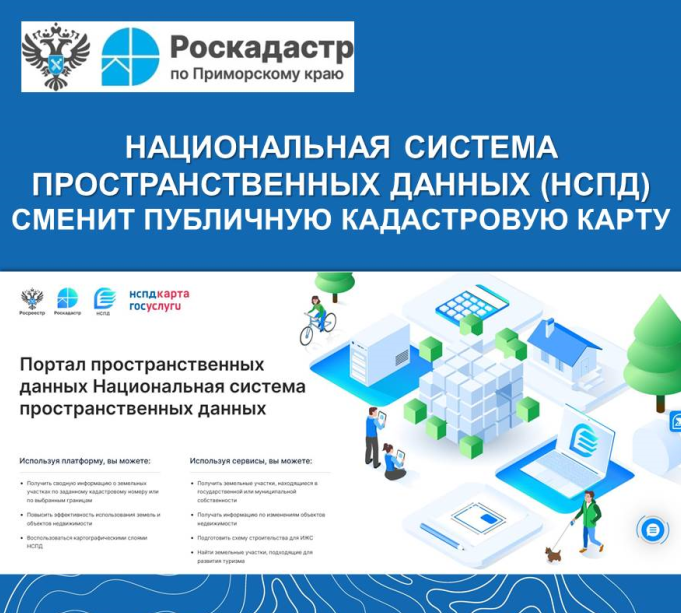 Роскадастр
по Приморскому краю
НАЦИОНАЛЬНАЯ СИСТЕМА
ПРОСТРАНСТВЕННЫХ ДАННЫХ (НСПД)
СМЕНИТ ПУБЛИЧНУЮ КАДАСТРОВУЮ КАРТУ
Росреестр Роскадастр НСПД
нспдкарта
госуслуги
Портал пространственных
данных Национальная система
пространственных данных
Используя платформу, вы можете:
• Получить сводную информацию о земельных
участках по заданному кадастровому номеру или
по выбранным границам
• Повысить эффективность использования земель и
объектов недвижимости
• Воспользоваться картографическими слоями
НСПД
Используя сервисы, вы можете:
• Получить земельные участки, находящиеся в
государственной или муниципальной
собственности
• Получать информацию по изменениям объектов
недвижимости
• Подготовить схему строительства для ИЖС
• Найти земельные участки, подходящие для
развития туризма